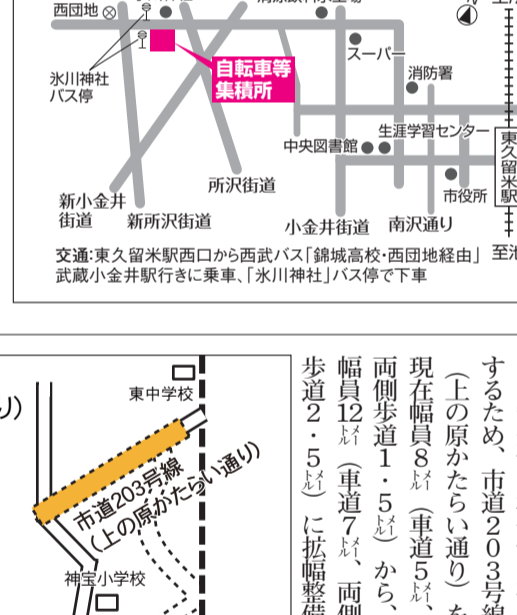 西団地
スーパー
消防署
氷川神社
バス停
自転車等
集積所
中央図書館
生涯学習センター
東久留米駅
市役所
所沢街道
新小金井
街道
新所沢街道
小金井街道
南沢通り
交通:東久留米駅西口から西武バス「錦城高校・西団地経由」
武蔵小金井駅行きに乗車、「氷川神社」バス停で下車
するため、市道203号線
(上の原かたらい通り)を
現在幅員8㍍(車道5㍍
両側歩道1・5㍍)から、
幅員12㍍(車道7㍍、両側
歩道2・5㍍)に拡幅整備
東中学校
市道203号線
(上の原かたらい通り)
神宝小学校